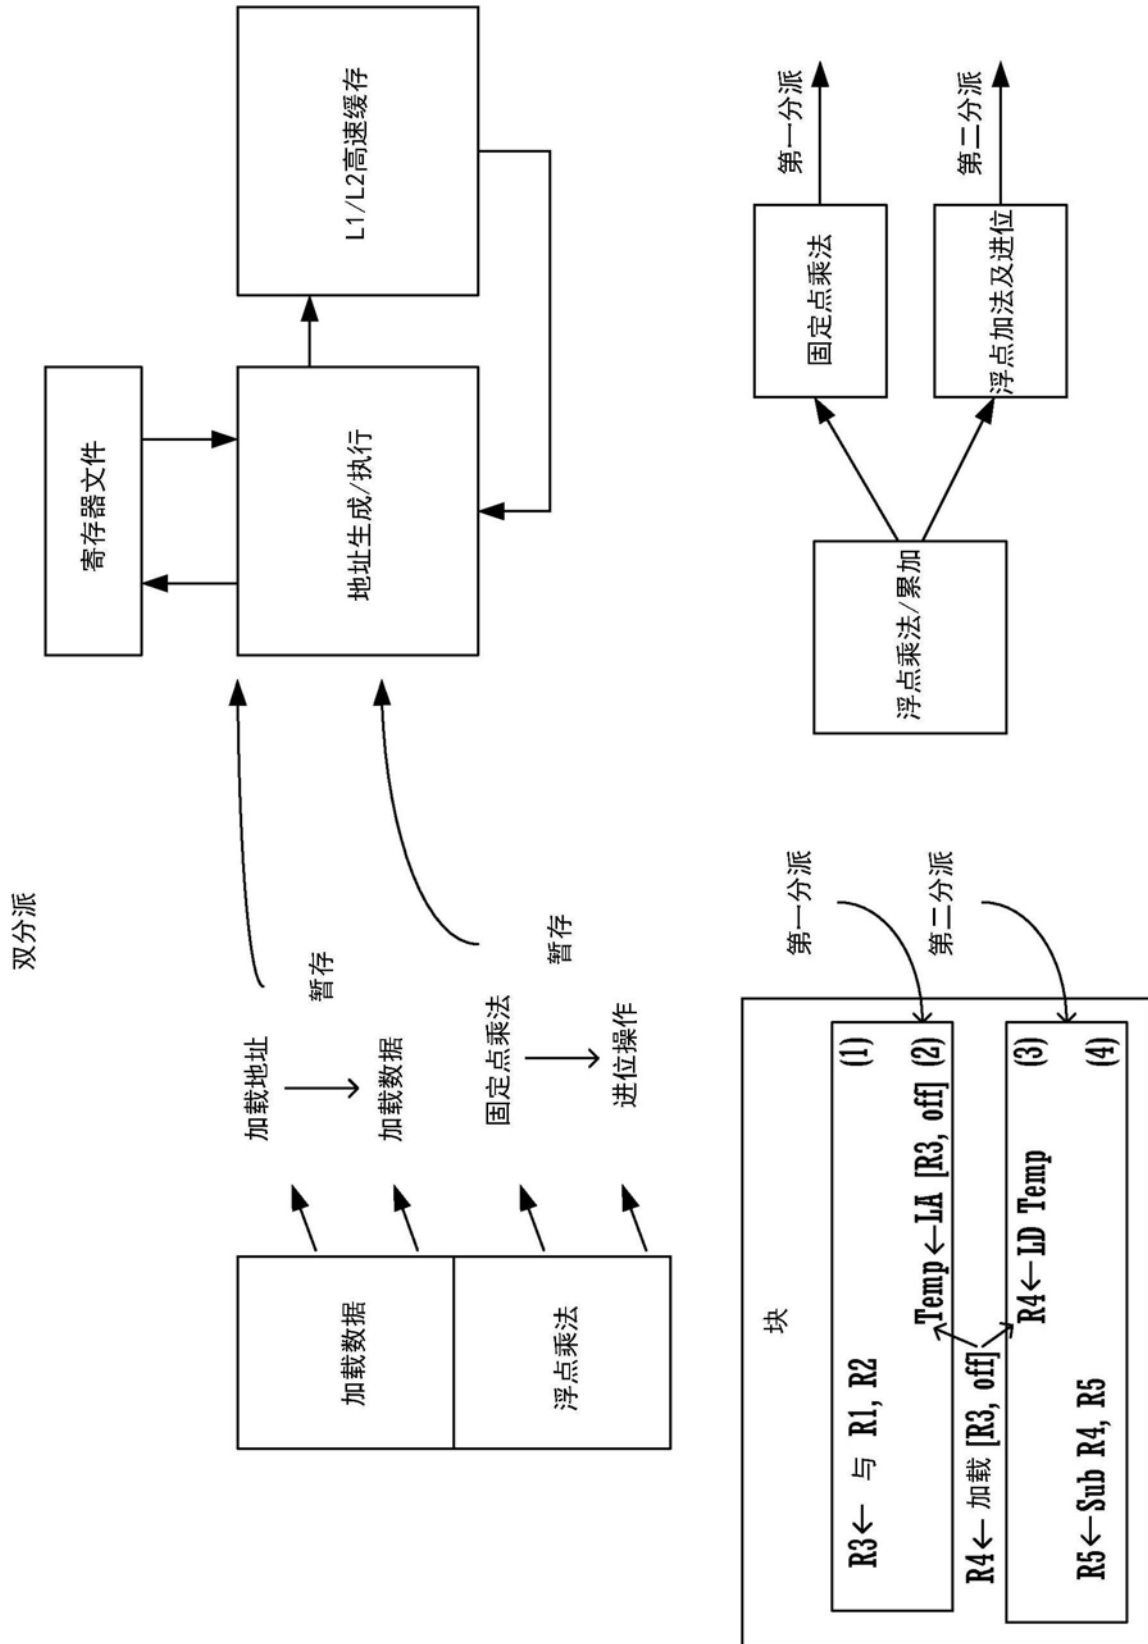 双分派
寄存器文件
加载数据
加载地址
暂存
加载数据
地址生成/执行
L1/L2高速缓存
浮点乘法
固定点乘法
暂存
进位操作
块
R3← 与 R1, R2 (1)
Temp←LA [R3, off] (2)
R4← 加载 [R3, off]
R4←LD Temp (3)
R5←Sub R4, R5 (4)
第一分派
第二分派
浮点乘法/累加
固定点乘法
第一分派
浮点加法及进位
第二分派